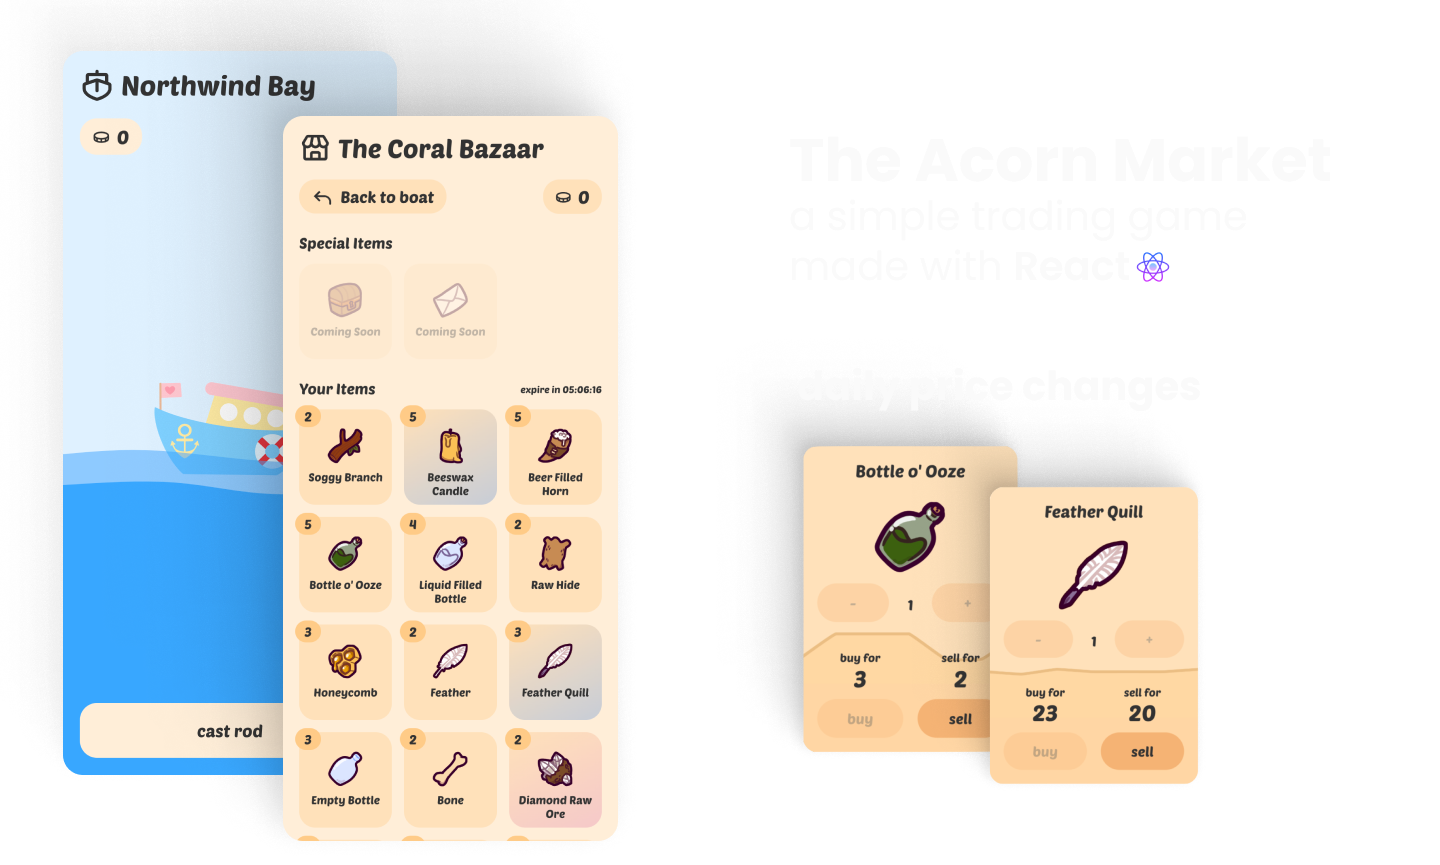 Northwind Bay
0
cast rod
The Coral Bazaar
Back to boat
0
Special Items
Coming Soon
Coming Soon
Your Items
expire in 05:06:16
2
Soggy Branch
5
Beeswax
Candle
5
Beer Filled
Horn
5
Bottle o' Ooze
4
Liquid Filled
Bottle
2
Raw Hide
3
Honeycomb
2
Feather
3
Feather Quill
3
Empty Bottle
2
Bone
2
Diamond Raw
Ore
The Acorn Market
a simple trading game
made with React
daily price changes
Bottle o' Ooze
-
1
+
buy for
3
sell for
2
buy
sell
Feather Quill
-
1
+
buy for
23
sell for
20
buy
sell